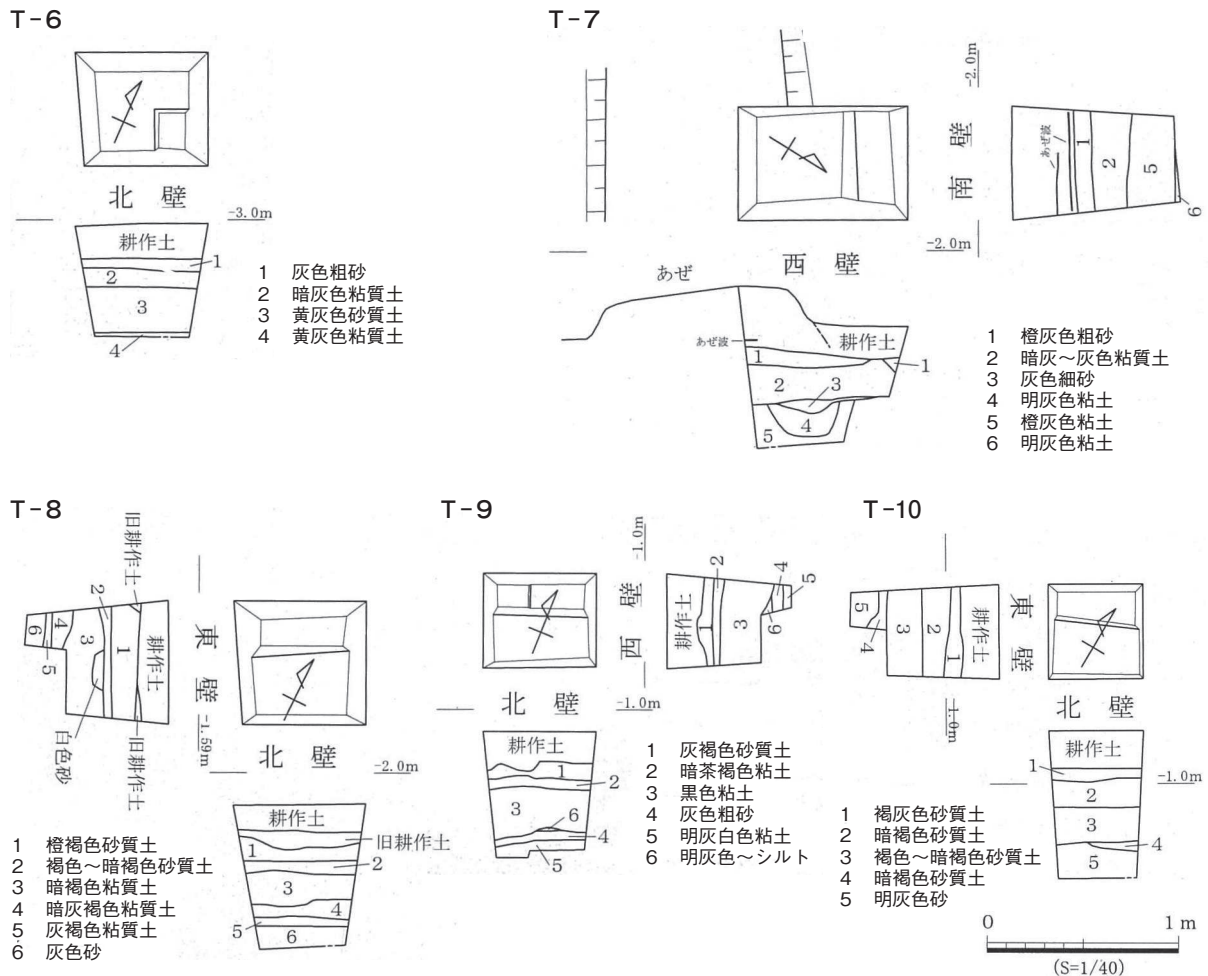 T-6
北壁
-3.0m
耕作土
1
2
3
4
1 灰色粗砂
2 暗灰色粘質土
3 黄灰色砂質土
4 黄灰色粘質土
T-7
-2.0m
南壁
あぜ波
1
2
5
6
-2.0m
西壁
あぜ
あぜ波
耕作土
1
1
2
3
4
5
1 橙灰色粗砂
2 暗灰～灰色粘質土
3 灰色細砂
4 明灰色粘土
5 橙灰色粘土
6 明灰色粘土
T-8
旧耕作土
2
6
4
3
1
耕作土
5
白色砂
旧耕作土
東壁
-1.59m
北壁
-2.0m
耕作土
旧耕作土
1
2
3
4
5
6
1 橙褐色砂質土
2 褐色～暗褐色砂質土
3 暗褐色粘質土
4 暗灰褐色粘質土
5 灰褐色粘質土
6 灰色砂
T-9
-1.0m
西壁
耕作土
1
2
3
4
5
6
北壁
-1.0m
耕作土
1
2
3
6
4
5
1 灰褐色砂質土
2 暗茶褐色粘土
3 黒色粘土
4 灰色粗砂
5 明灰白色粘土
6 明灰色～シルト
T-10
5
4
3
2
1
耕作土
東壁
-1.0m
北壁
耕作土
-1.0m
1
2
3
4
5
1 褐灰色砂質土
2 暗褐色砂質土
3 褐色～暗褐色砂質土
4 暗褐色砂質土
5 明灰色砂
0 1m
(S=1/40)